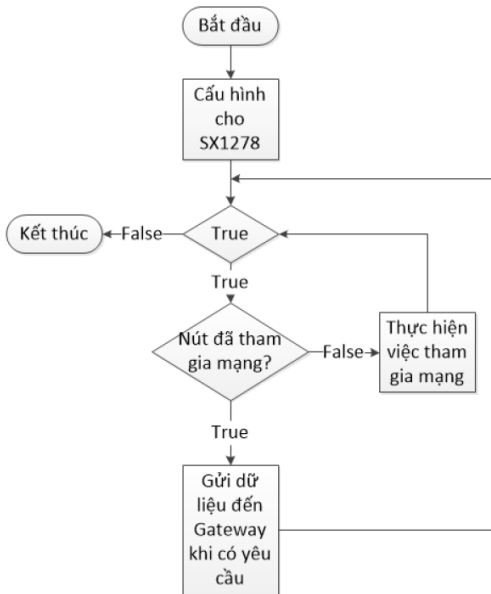 Bắt đầu
Cấu hình
cho
SX1278
Kết thúc
False
True
True
Nút đã tham
gia mạng?
False
Thực hiện
việc tham
gia mạng
True
Gửi dữ
liệu đến
Gateway
khi có yêu
cầu